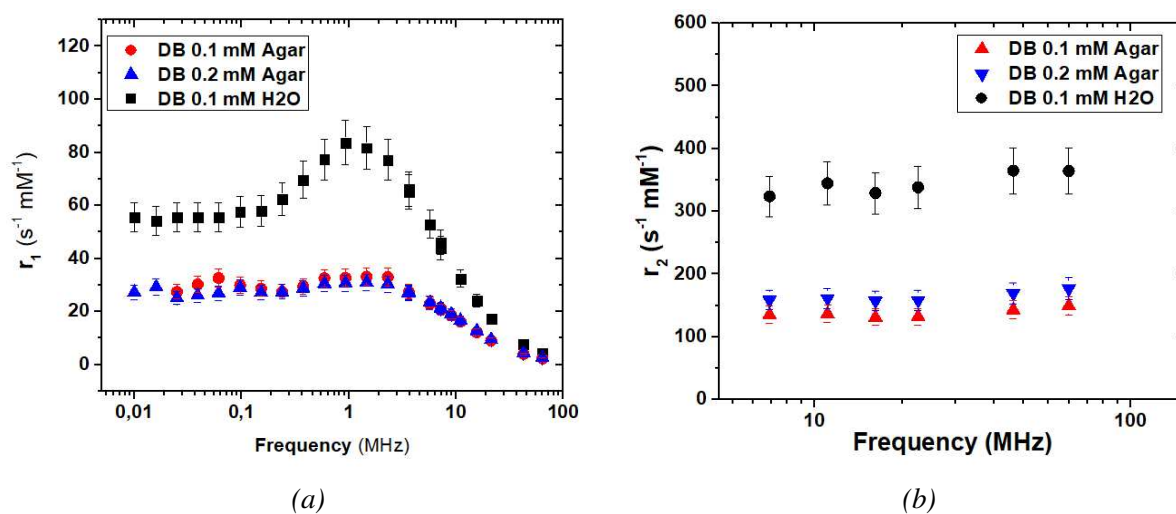 120
100
80
60
40
20
0
r₁ (s⁻¹ mM⁻¹)
DB 0.1 mM Agar
DB 0.2 mM Agar
DB 0.1 mM H2O
0,01 0,1 1 10 100
Frequency (MHz)
(a)
600
500
400
300
200
100
0
r₂ (s⁻¹ mM⁻¹)
DB 0.1 mM Agar
DB 0.2 mM Agar
DB 0.1 mM H2O
10 100
Frequency (MHz)
(b)